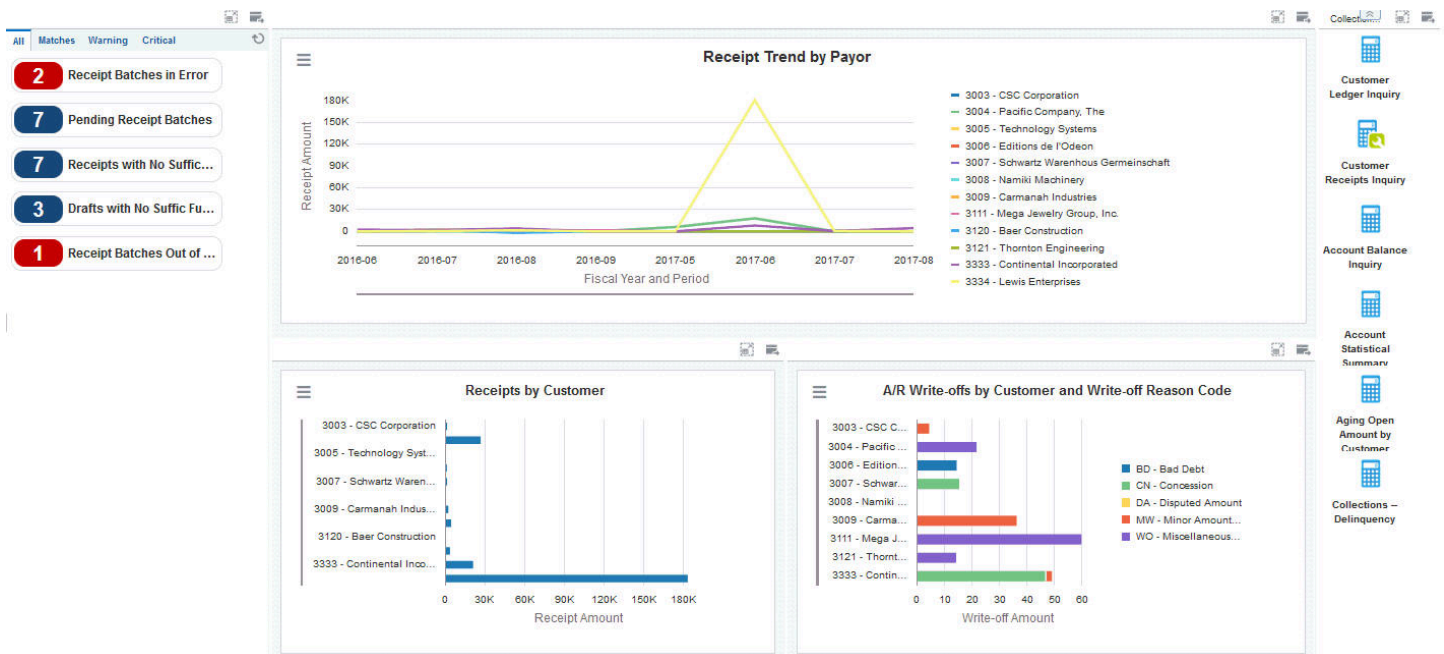 All Matches Warning Critical
2 Receipt Batches in Error
7 Pending Receipt Batches
7 Receipts with No Suffic...
3 Drafts with No Suffic Fu...
1 Receipt Batches Out of ...
Receipt Trend by Payor
Receipt Amount
180K
150K
120K
90K
60K
30K
0
2016-06 2016-07 2016-08 2016-09 2017-05 2017-06 2017-07 2017-08
Fiscal Year and Period
3003 - CSC Corporation
3004 - Pacific Company, The
3005 - Technology Systems
3006 - Editions de l'Odeon
3007 - Schwartz Warenhous Germeinschaft
3008 - Namiki Machinery
3009 - Carmanah Industries
3111 - Mega Jewelry Group, Inc.
3120 - Baer Construction
3121 - Thornton Engineering
3333 - Continental Incorporated
3334 - Lewis Enterprises
Receipts by Customer
3003 - CSC Corporation
3005 - Technology Syst...
3007 - Schwartz Waren...
3009 - Carmanah Indus...
3120 - Baer Construction
3333 - Continental Inco...
0 30K 60K 90K 120K 150K 180K
Receipt Amount
A/R Write-offs by Customer and Write-off Reason Code
3003 - CSC C...
3004 - Pacific ...
3006 - Edition...
3007 - Schwar...
3008 - Namiki ...
3009 - Carma...
3111 - Mega J...
3121 - Thornt...
3333 - Contin...
0 10 20 30 40 50 60
Write-off Amount
BD - Bad Debt
CN - Concession
DA - Disputed Amount
MW - Minor Amount...
WO - Miscellaneous...
Customer
Ledger Inquiry
Customer
Receipts Inquiry
Account Balance
Inquiry
Account
Statistical
Summary
Aging Open
Amount by
Customer
Collections --
Delinquency